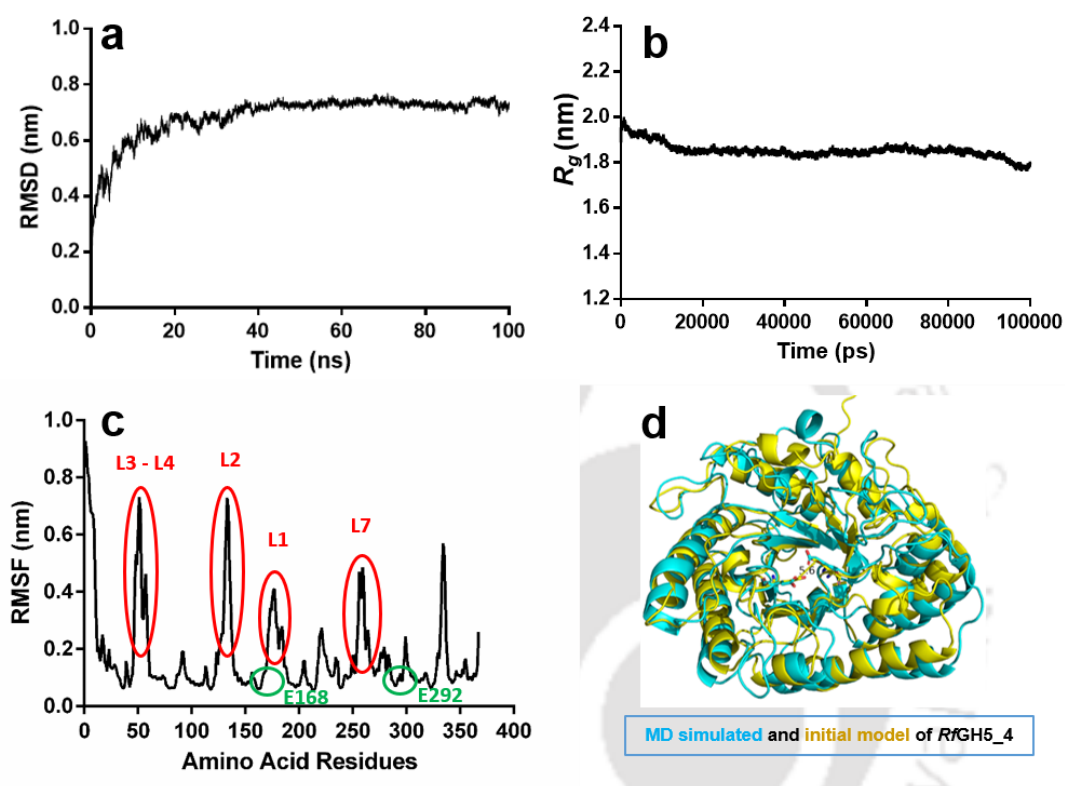 a
1.0
0.8
0.6
0.4
0.2
0.0
RMSD (nm)
0 20 40 60 80 100
Time (ns)
b
2.4
2.2
2.0
1.8
1.6
1.4
1.2
Rg (nm)
0 20000 40000 60000 80000 100000
Time (ps)
c
1.0
0.8
0.6
0.4
0.2
0.0
RMSF (nm)
L3 - L4
L2
L1
L7
E168
E292
0 50 100 150 200 250 300 350 400
Amino Acid Residues
d
MD simulated and initial model of RfGH5_4